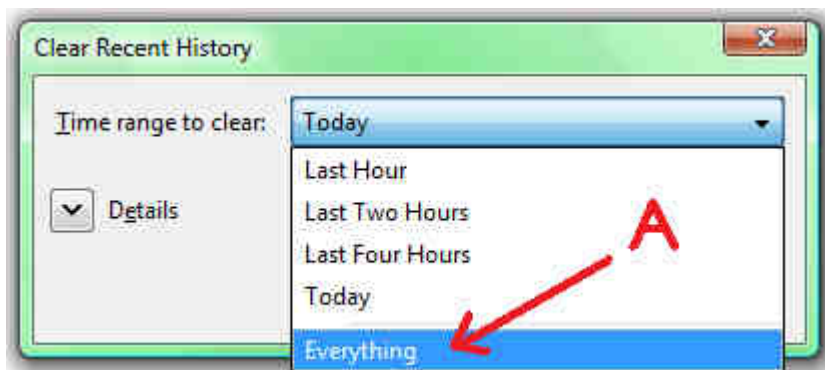 Clear Recent History
Time range to clear: Today
Last Hour
Details Last Two Hours
A
Last Four Hours
Today
Everything